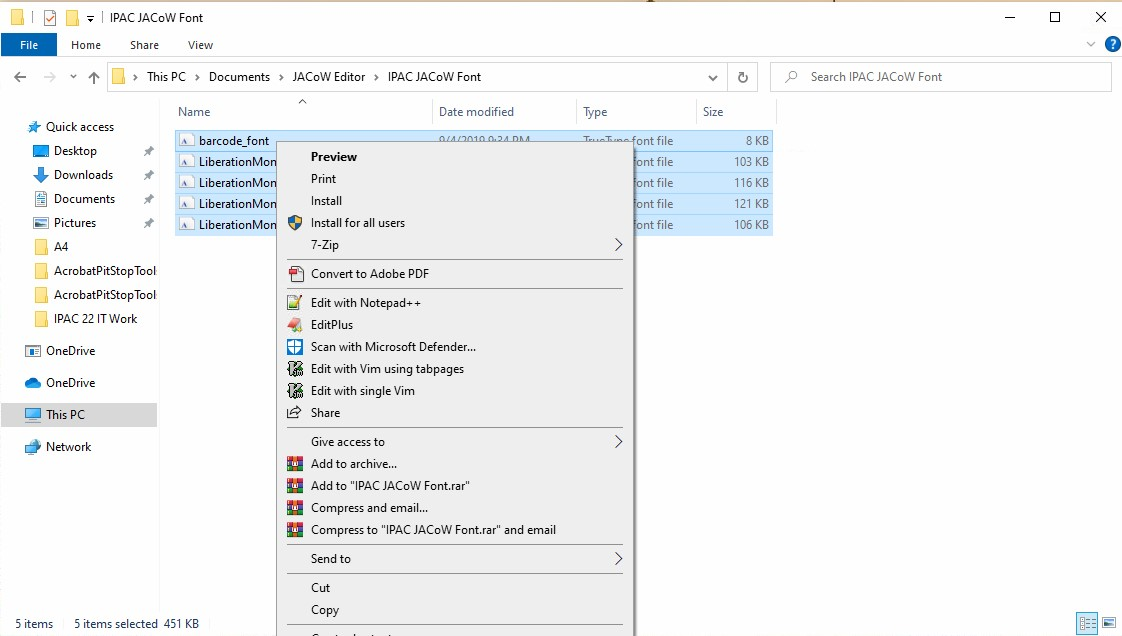 IPAC JACoW Font
File Home Share View
This PC Documents JACoW Editor IPAC JACoW Font
Search IPAC JACoW Font
Name Date modified Type Size
Quick access
Desktop
Downloads
Documents
Pictures
A4
AcrobatPitStopTool
AcrobatPitStopTool
IPAC 22 IT Work
OneDrive
OneDrive
This PC
Network
barcode_font 9/4/2019 9:34 PM TrueType font file 8 KB
LiberationMon font file 103 KB
LiberationMon font file 116 KB
LiberationMon font file 121 KB
LiberationMon font file 106 KB
Preview
Print
Install
Install for all users
7-Zip
Convert to Adobe PDF
Edit with Notepad++
EditPlus
Scan with Microsoft Defender...
Edit with Vim using tabpages
Edit with single Vim
Share
Give access to
Add to archive...
Add to "IPAC JACoW Font.rar"
Compress and email...
Compress to "IPAC JACoW Font.rar" and email
Send to
Cut
Copy
5 items 5 items selected 451 KB